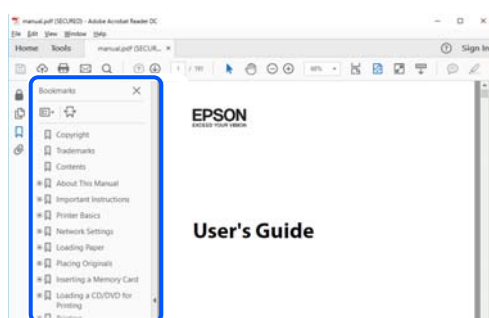 manual.pdf (SECURED) - Adobe Acrobat Reader DC
File Edit View Window Help
Home Tools manual.pdf (SECUR... × Sign In
1 / 191
Bookmarks
EPSON
EXCEED YOUR VISION
Copyright
Trademarks
Contents
About This Manual
Important Instructions
Printer Basics
Network Settings
User's Guide
Loading Paper
Placing Originals
Inserting a Memory Card
Loading a CD/DVD for
Printing
Printing